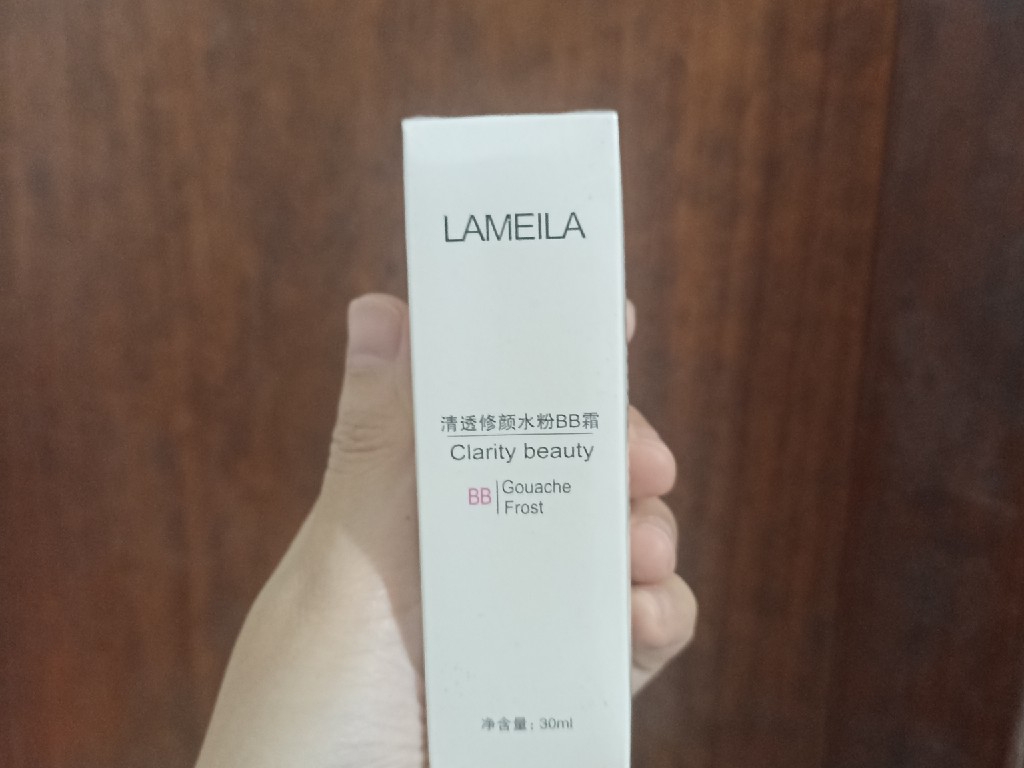 LAMEILA
清透修颜水粉BB霜
Clarity beauty
BB Gouache
Frost
净含量：30ml